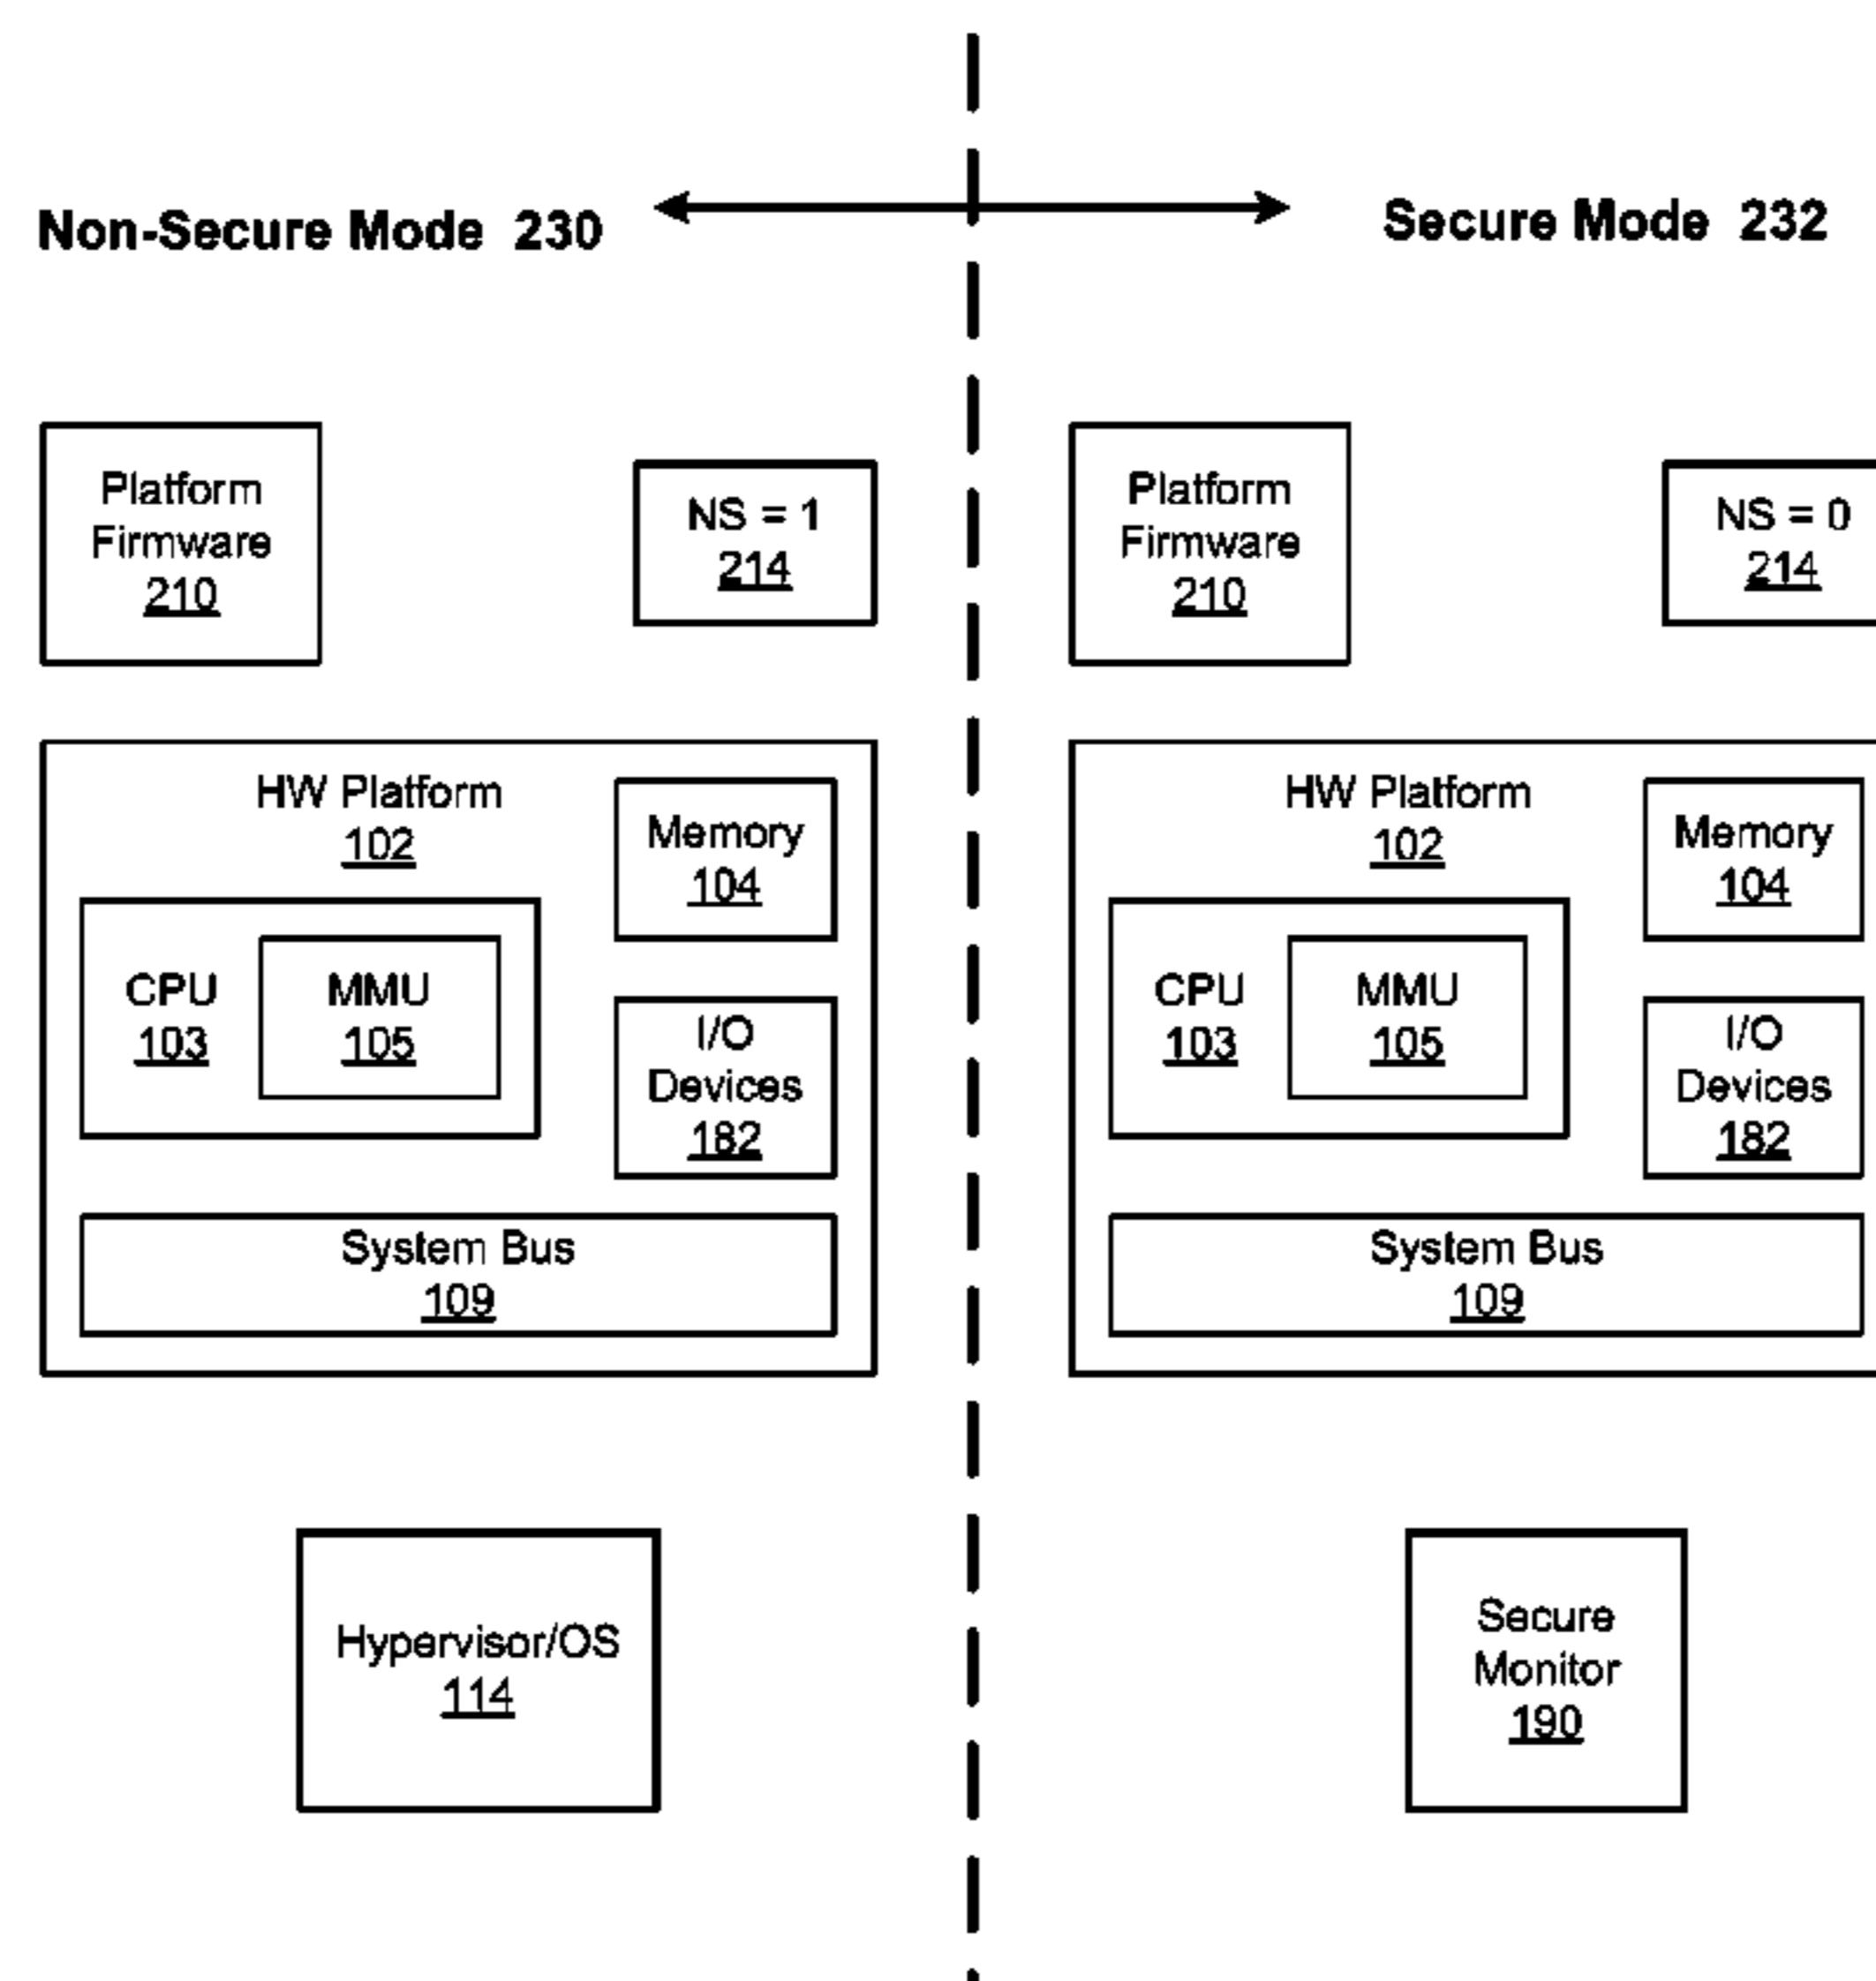 Non-Secure Mode 230
Secure Mode 232
Platform
Firmware
210
NS = 1
214
Platform
Firmware
210
NS = 0
214
HW Platform
102
Memory
104
CPU
103
MMU
105
I/O
Devices
182
System Bus
109
HW Platform
102
Memory
104
CPU
103
MMU
105
I/O
Devices
182
System Bus
109
Hypervisor/OS
114
Secure
Monitor
190